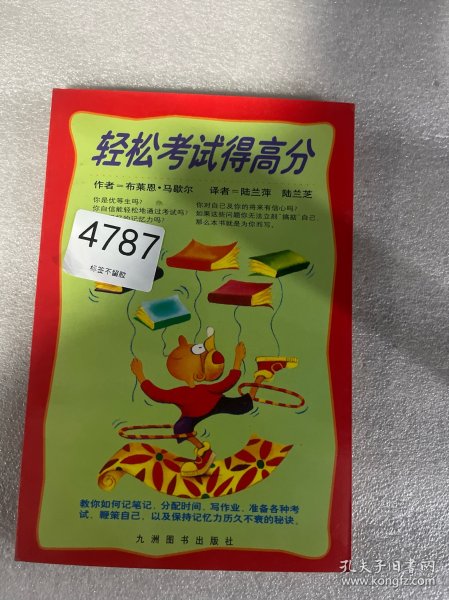 轻松考试得高分
作者=布莱恩·马歇尔 译者=陆兰萍 陆兰芝
你是优等生吗?
你自信能轻松地通过考试吗?
的记忆力吗?
你对自己及你的将来有信心吗?
如果这些问题你无法立刻“搞掂”自己,
那么本书就是为你而写。
4787
标签不留胶
教你如何记笔记、分配时间、写作业、准备各种考
试、鞭策自己,以及保持记忆力历久不衰的秘诀。
九洲图书出版社
孔夫子旧书网
www.kongfz.com